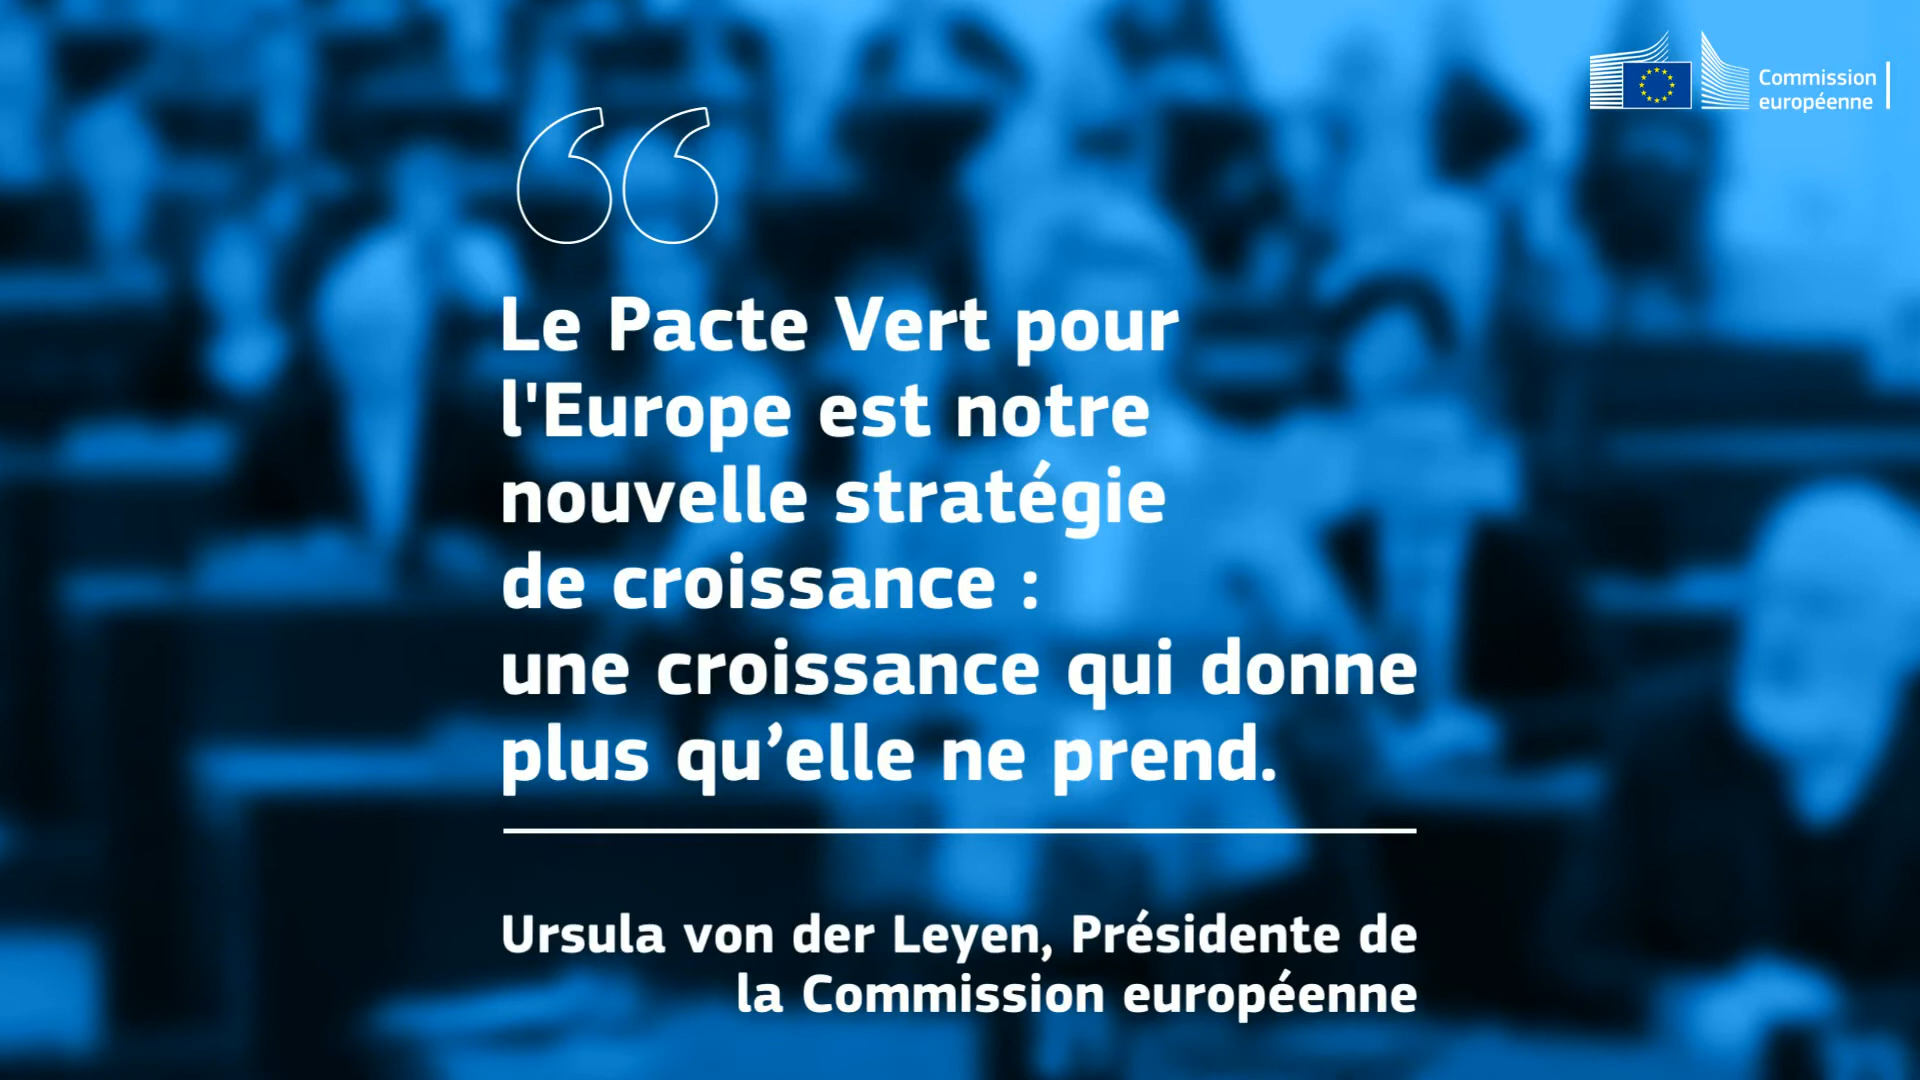 Commission
européenne
Le Pacte Vert pour
l'Europe est notre
nouvelle stratégie
de croissance :
une croissance qui donne
plus qu’elle ne prend.
Ursula von der Leyen, Présidente de
la Commission européenne